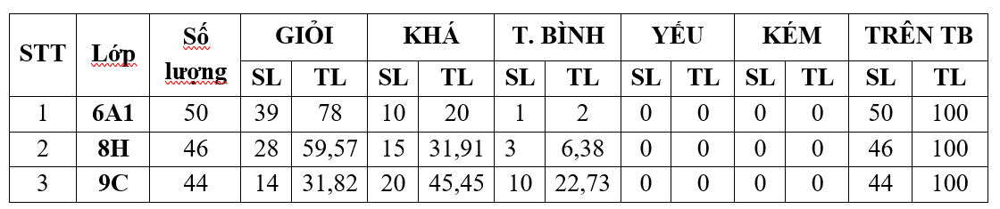 STT Lớp Số lượng GIỎI KHÁ T. BÌNH YẾU KÉM TRÊN TB
SL TL SL TL SL TL SL TL SL TL SL TL
1 6A1 50 39 78 10 20 1 2 0 0 0 0 50 100
2 8H 46 28 59,57 15 31,91 3 6,38 0 0 0 0 46 100
3 9C 44 14 31,82 20 45,45 10 22,73 0 0 0 0 44 100